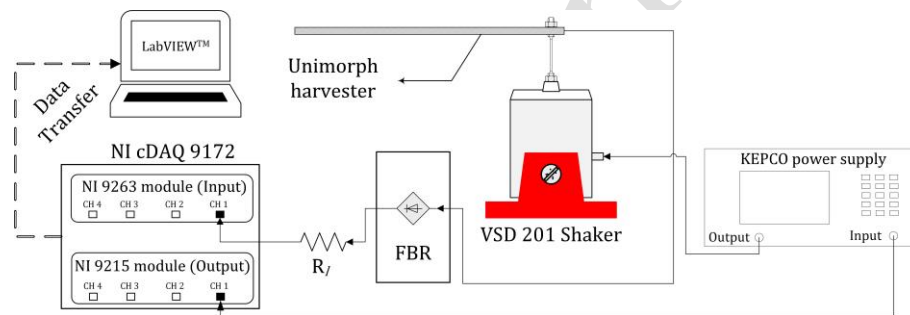 LabVIEW™
Data
Transfer
Unimorph
harvester
NI cDAQ 9172
NI 9263 module (Input)
CH 4 CH 3 CH 2 CH 1
NI 9215 module (Output)
CH 4 CH 3 CH 2 CH 1
R_l
FBR
VSD 201 Shaker
KEPCO power supply
Output
Input